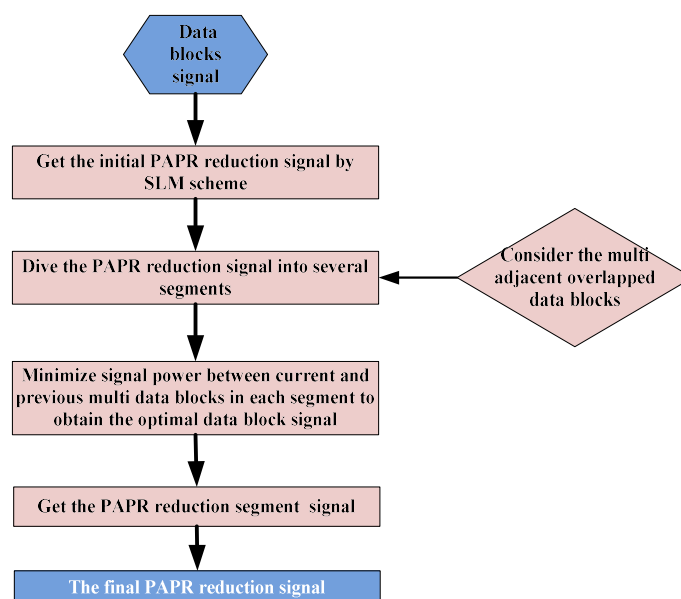 Data
blocks
signal
Get the initial PAPR reduction signal by
SLM scheme
Dive the PAPR reduction signal into several
segments
Consider the multi
adjacent overlapped
data blocks
Minimize signal power between current and
previous multi data blocks in each segment to
obtain the optimal data block signal
Get the PAPR reduction segment signal
The final PAPR reduction signal